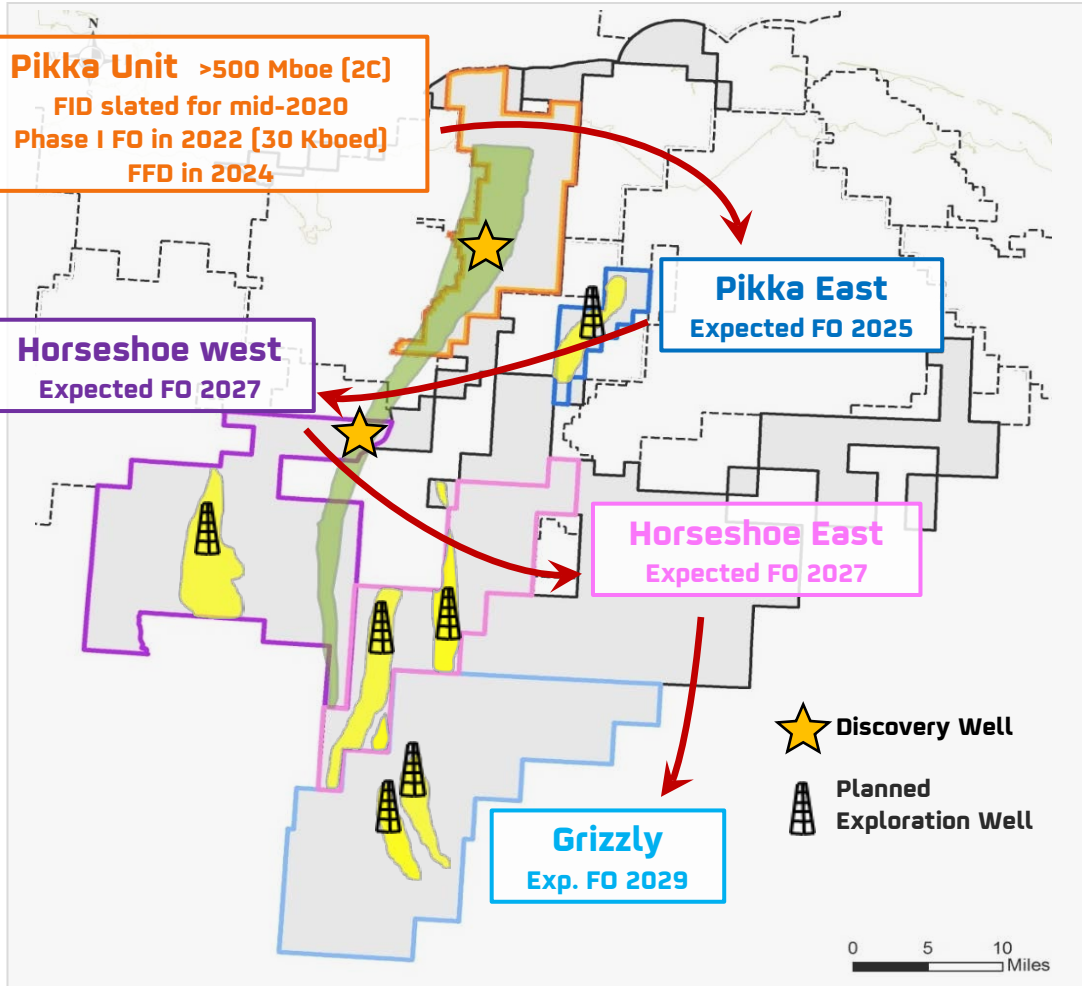 N
Pikka Unit >500 Mboe (2C)
FID slated for mid-2020
Phase I FO in 2022 (30 Kboed)
FFD in 2024
Pikka East
Expected FO 2025
Horseshoe west
Expected FO 2027
Horseshoe East
Expected FO 2027
Discovery Well
Planned
Exploration Well
Grizzly
Exp. FO 2029
0 5 10
Miles